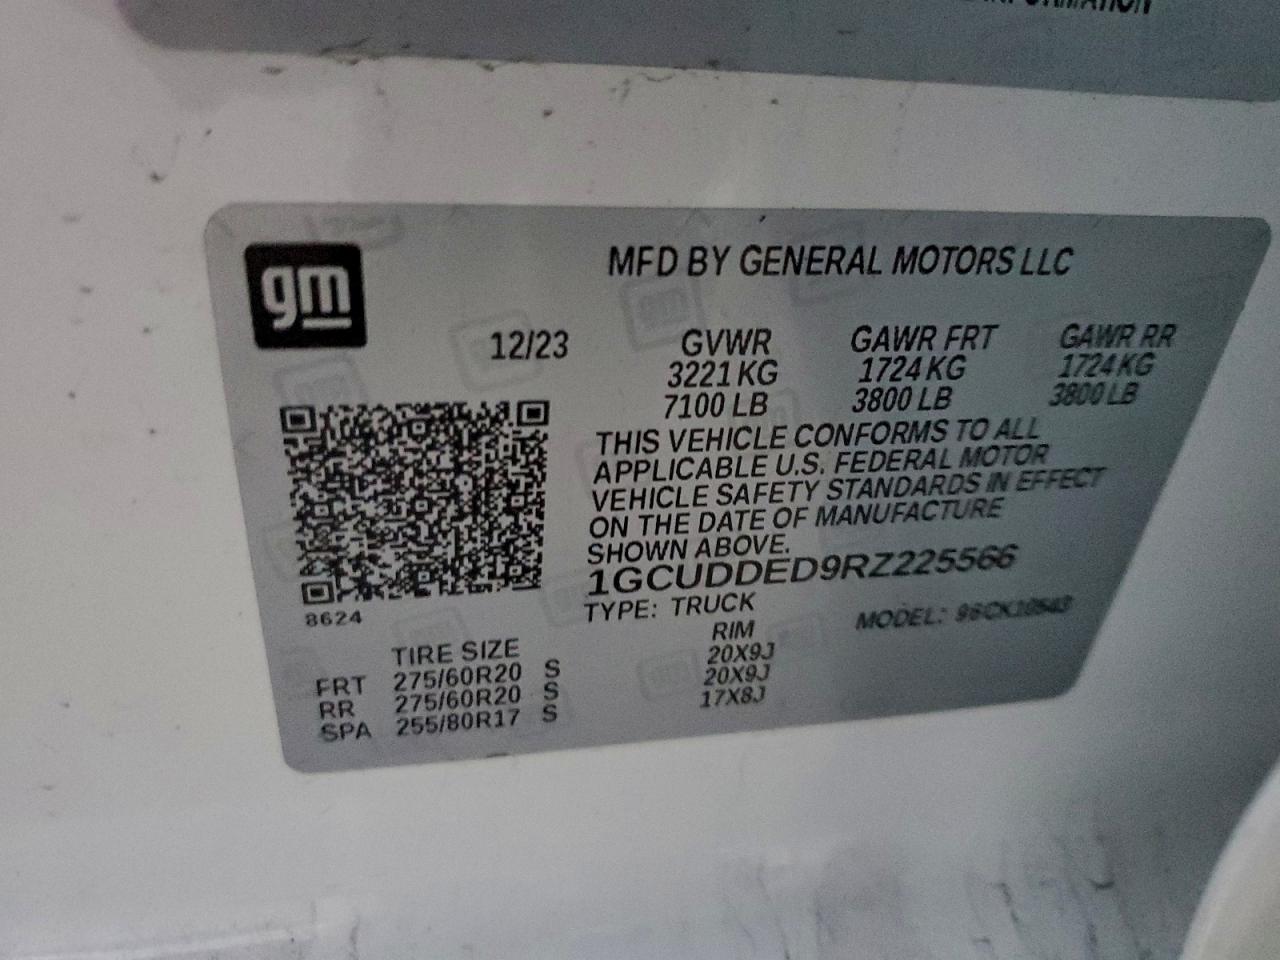 INFORMATION
gm
MFD BY GENERAL MOTORS LLC
12/23 GVWR GAWR FRT GAWR RR
3221 KG 1724 KG 1724 KG
7100 LB 3800 LB 3800 LB
THIS VEHICLE CONFORMS TO ALL
APPLICABLE U.S. FEDERAL MOTOR
VEHICLE SAFETY STANDARDS IN EFFECT
ON THE DATE OF MANUFACTURE
SHOWN ABOVE.
1GCUDDED9RZ225566
8624
TYPE: TRUCK MODEL:
TIRE SIZE RIM
FRT 275/60R20 S 20X9J
RR 275/60R20 S 20X9J
SPA 255/80R17 S 17X8J